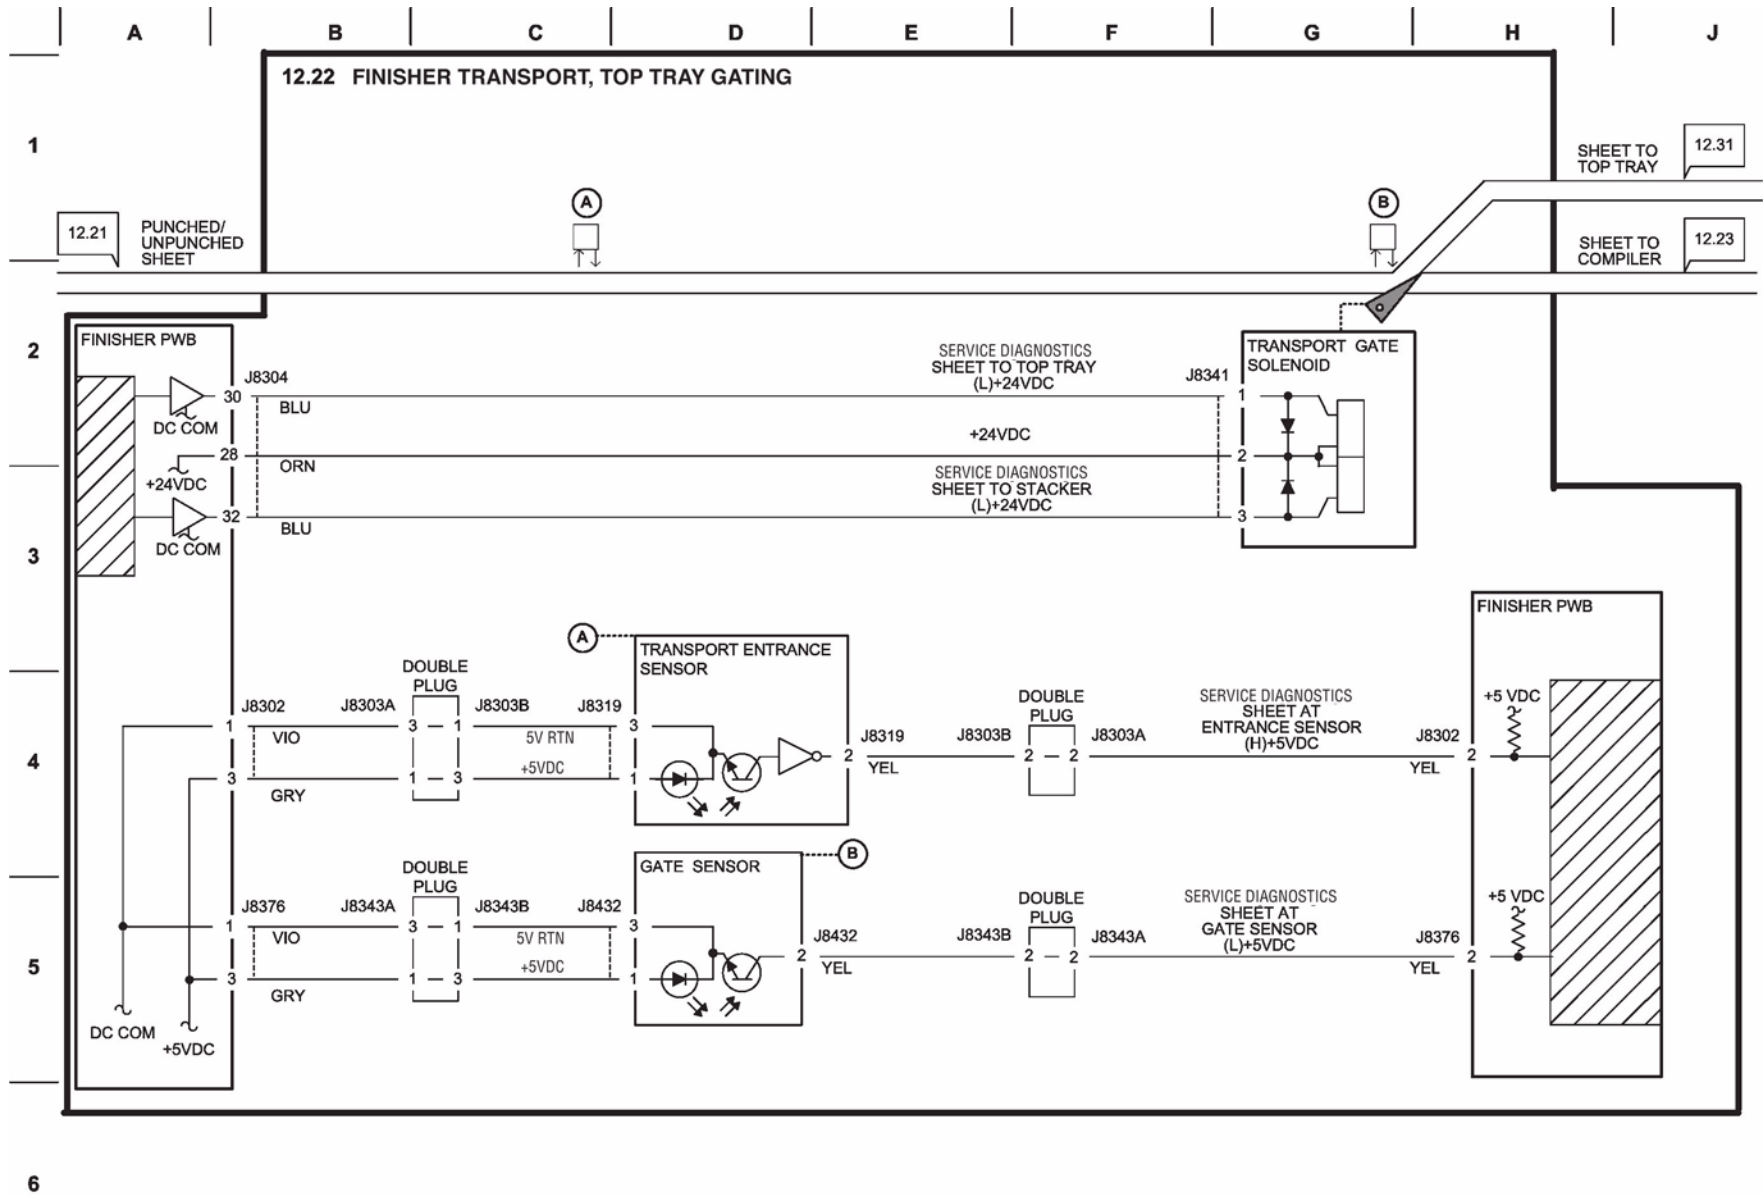 A B C D E F G H J
12.22 FINISHER TRANSPORT, TOP TRAY GATING
1
SHEET TO
TOP TRAY
12.31
A
B
12.21
PUNCHED/
UNPUNCHED
SHEET
SHEET TO
COMPILER
12.23
2
FINISHER PWB
SERVICE DIAGNOSTICS
SHEET TO TOP TRAY
(L)+24VDC
TRANSPORT GATE
SOLENOID
J8304
J8341
30
BLU
1
DC COM
+24VDC
28
ORN
2
+24VDC
SERVICE DIAGNOSTICS
SHEET TO STACKER
(L)+24VDC
32
BLU
3
DC COM
3
FINISHER PWB
A
TRANSPORT ENTRANCE
SENSOR
DOUBLE
PLUG
DOUBLE
PLUG
SERVICE DIAGNOSTICS
SHEET AT
ENTRANCE SENSOR
(H)+5VDC
+5 VDC
J8302
J8303A
J8303B
J8319
1
VIO
3
1
5V RTN
3
J8319
J8303B
J8303A
J8302
4
2
YEL
2
2
YEL
2
3
GRY
1
3
+5VDC
1
GATE SENSOR
B
DOUBLE
PLUG
DOUBLE
PLUG
SERVICE DIAGNOSTICS
SHEET AT
GATE SENSOR
(L)+5VDC
+5 VDC
J8376
J8343A
J8343B
J8432
1
VIO
3
1
5V RTN
3
J8432
J8343B
J8343A
J8376
5
2
YEL
2
2
YEL
2
3
GRY
1
3
+5VDC
1
DC COM
+5VDC
6